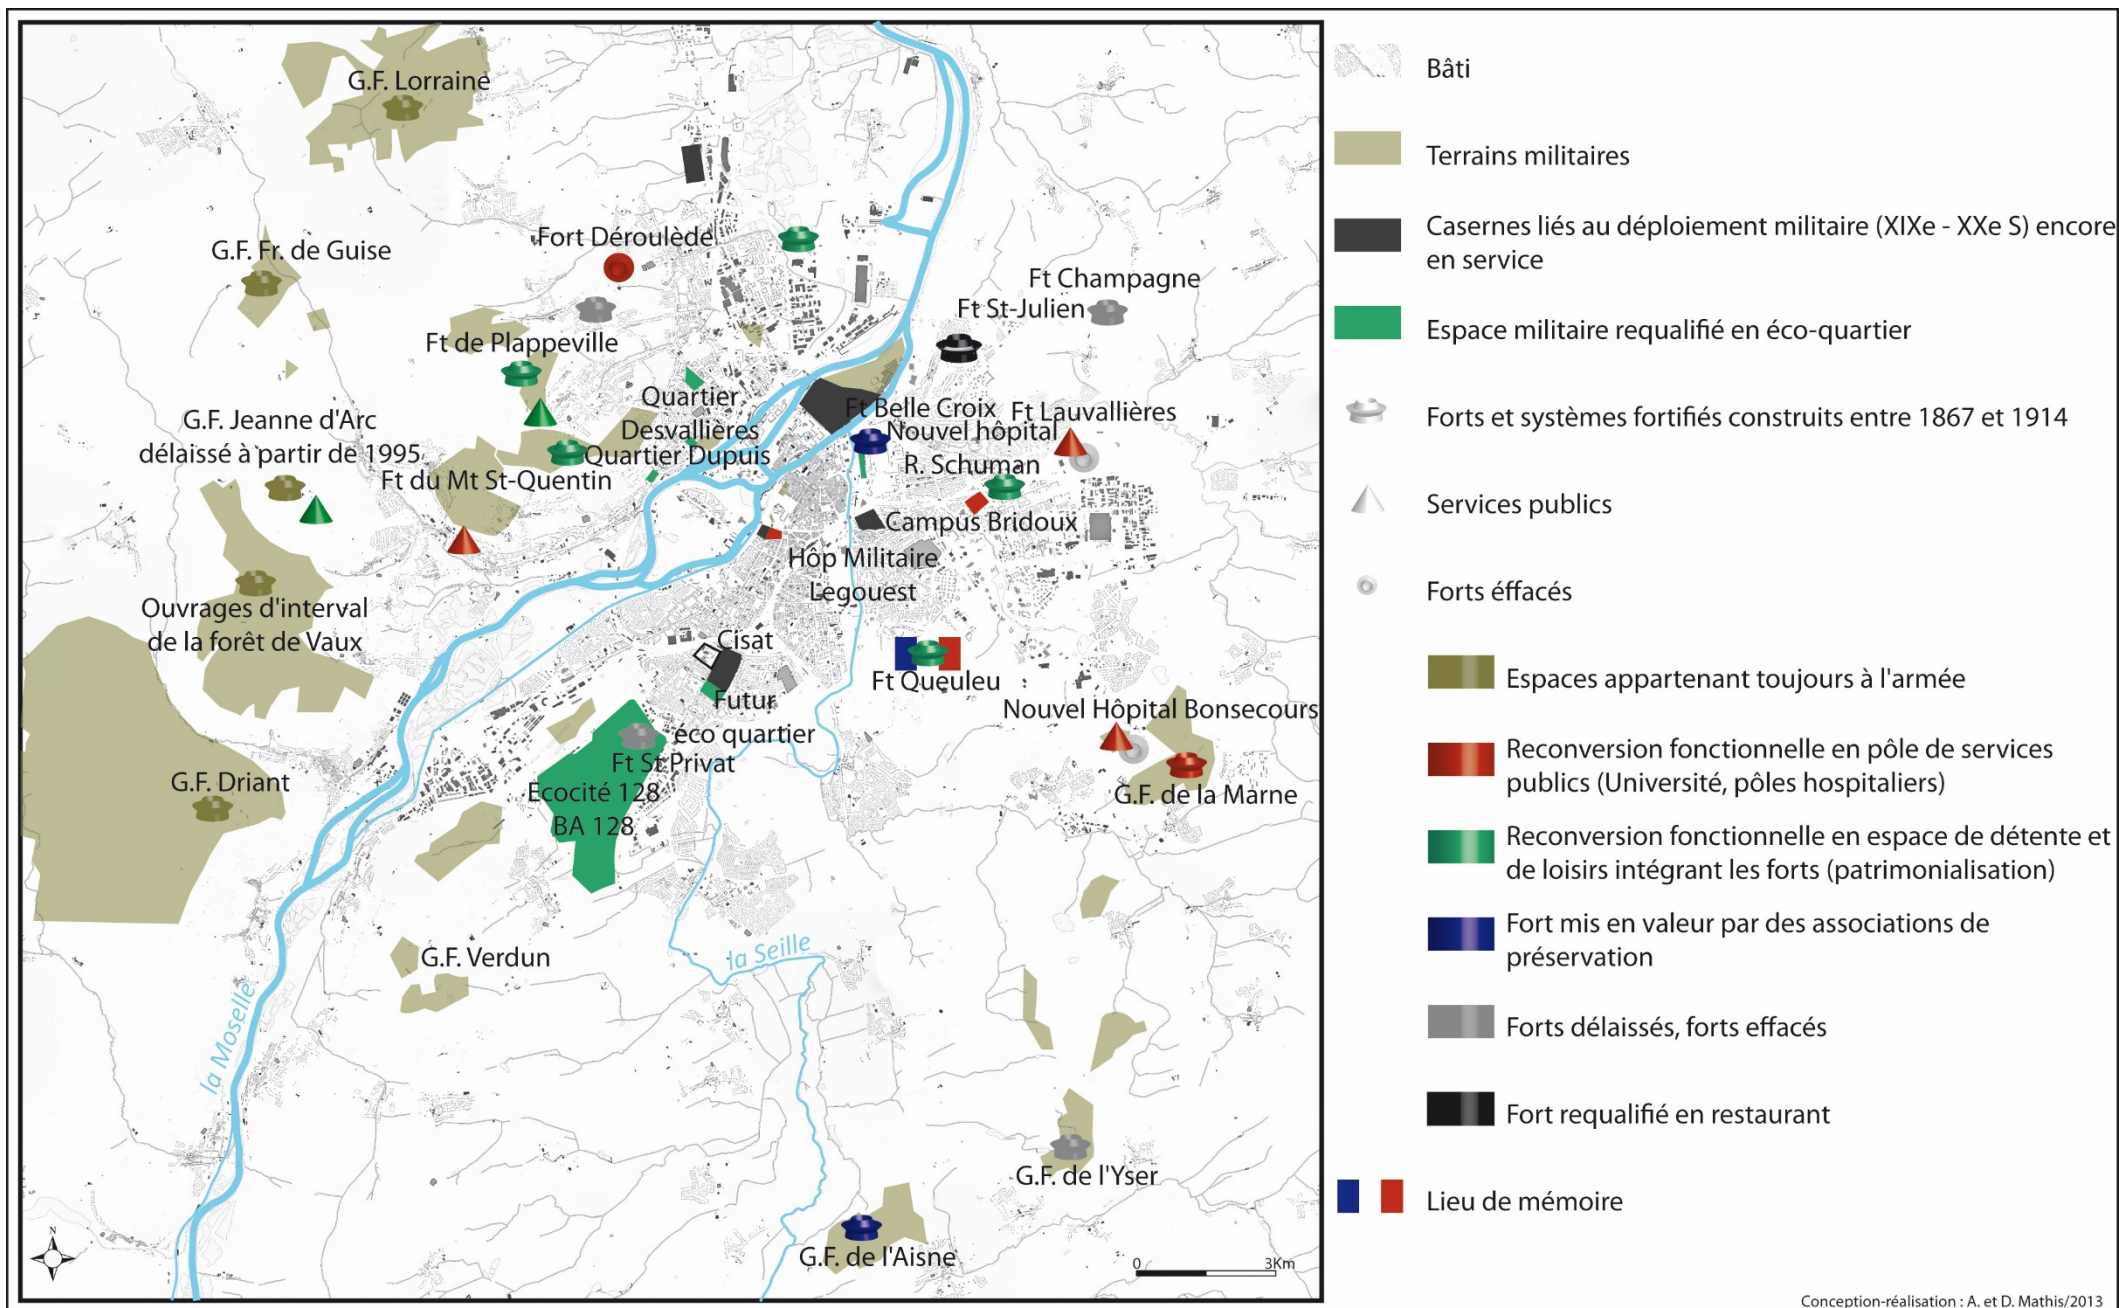 G.F. Lorraine
G.F. Fr. de Guise
Fort Déroulède
Ft Champagne
Ft St-Julien
Ft de Plappeville
Quartier
Desvallières
Ft Belle Croix
Ft Lauvallières
G.F. Jeanne d'Arc
délaissé à partir de 1995
Nouvel hôpital
R. Schuman
Quartier Dupuis
Ft du Mt St-Quentin
Campus Bridoux
Hôp Militaire
Legouest
Ouvrages d'interval
de la forêt de Vaux
Cisat
Ft Queuleu
Futur
éco quartier
Nouvel Hôpital Bonsecours
Ft St Privat
G.F. Driant
Ecocité 128
BA 128
G.F. de la Marne
G.F. Verdun
la Seille
la Moselle
G.F. de l'Yser
G.F. de l'Aisne
N
0 3Km
Bâti
Terrains militaires
Casernes liés au déploiement militaire (XIXe - XXe S) encore
en service
Espace militaire requalifié en éco-quartier
Forts et systèmes fortifiés construits entre 1867 et 1914
Services publics
Forts éffacés
Espaces appartenant toujours à l'armée
Reconversion fonctionnelle en pôle de services
publics (Université, pôles hospitaliers)
Reconversion fonctionnelle en espace de détente et
de loisirs intégrant les forts (patrimonialisation)
Fort mis en valeur par des associations de
préservation
Forts délaissés, forts effacés
Fort requalifié en restaurant
Lieu de mémoire
Conception-réalisation : A. et D. Mathis/2013